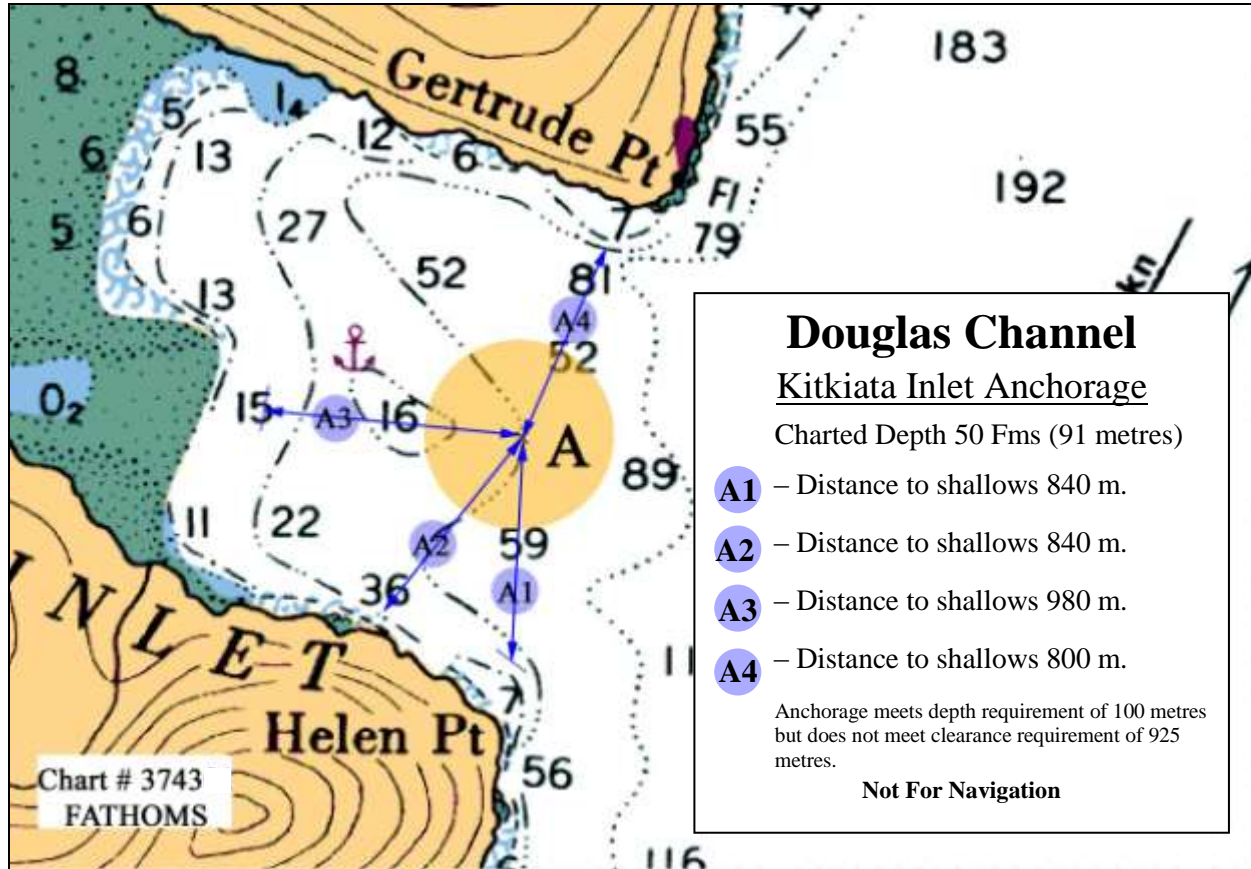 43
183
8
Gertrude Pt
1₄
5
12
55
6
13
6
192
Fl
5
6
27
7
79
52
81
kn
13
A4
52
Douglas Channel
Kitkiata Inlet Anchorage
O₂
15
A3
16
Charted Depth 50 Fms (91 metres)
A
89
A1 – Distance to shallows 840 m.
11
22
A2
59
A2 – Distance to shallows 840 m.
36
A1
A3 – Distance to shallows 980 m.
INLET
11
A4 – Distance to shallows 800 m.
7
Helen Pt
Anchorage meets depth requirement of 100 metres
but does not meet clearance requirement of 925
metres.
56
Chart # 3743
FATHOMS
Not For Navigation
116